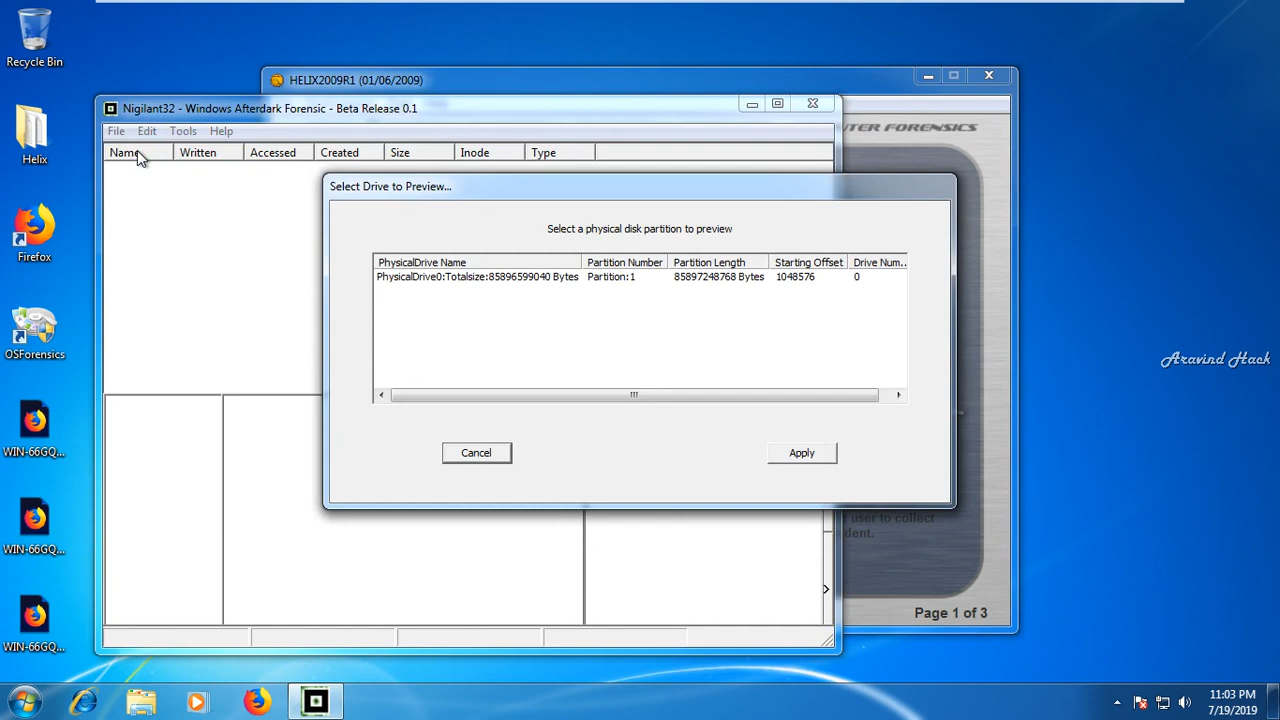 Recycle Bin
HELIX2009R1 (01/06/2009)
Nigilant32 - Windows Afterdark Forensic - Beta Release 0.1
File Edit Tools Help
UTER FORENSICS
Name Written Accessed Created Size Inode Type
Helix
Select Drive to Preview...
Select a physical disk partition to preview
PhysicalDrive Name Partition Number Partition Length Starting Offset Drive Num...
PhysicalDrive0:Totalsize:85896599040 Bytes Partition:1 85897248768 Bytes 1048576 0
Firefox
OSForensics
Aravind Hack
Cancel Apply
WIN-66GQ...
user to collect
dent.
WIN-66GQ...
Page 1 of 3
WIN-66GQ...
11:03 PM
7/19/2019